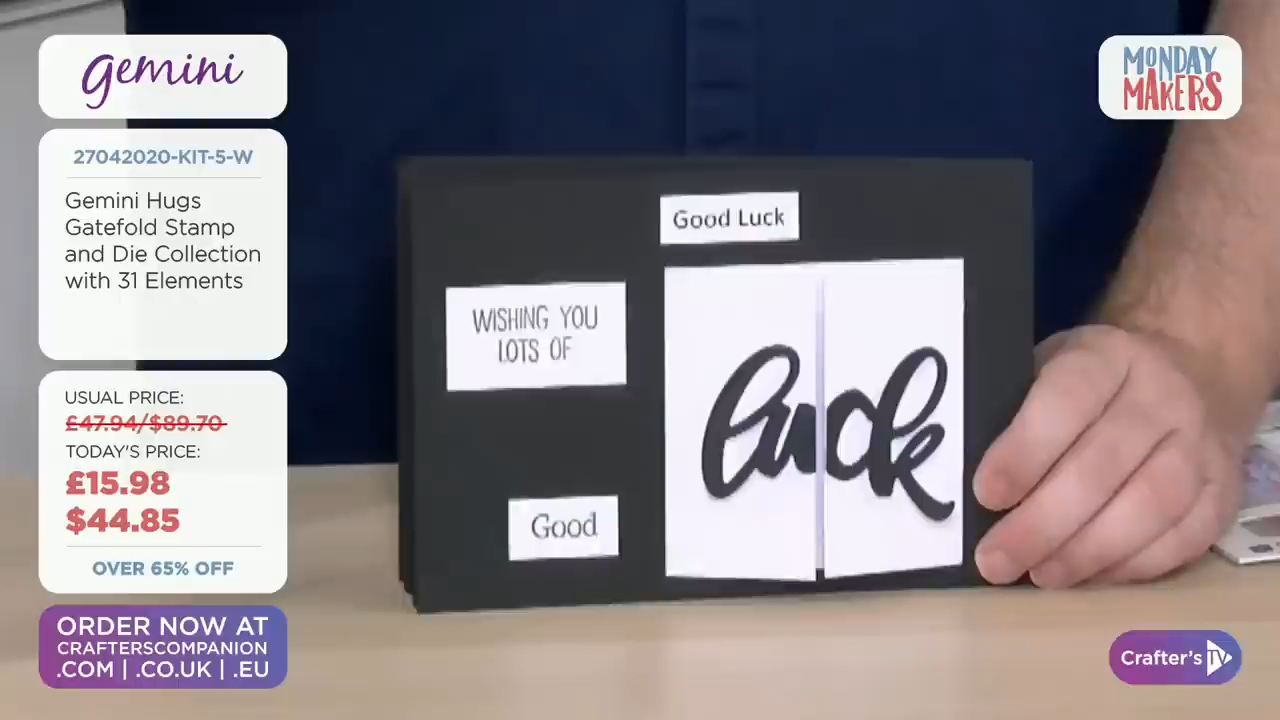 gemini
27042020-KIT-5-W
Gemini Hugs
Gatefold Stamp
and Die Collection
with 31 Elements
USUAL PRICE:
£47.94/$89.70
TODAY'S PRICE:
£15.98
$44.85
OVER 65% OFF
ORDER NOW AT
CRAFTERSCOMPANION
.COM | .CO.UK | .EU
Good Luck
WISHING YOU
LOTS OF
luck
Good
MONDAY
MAKERS
Crafter's TV